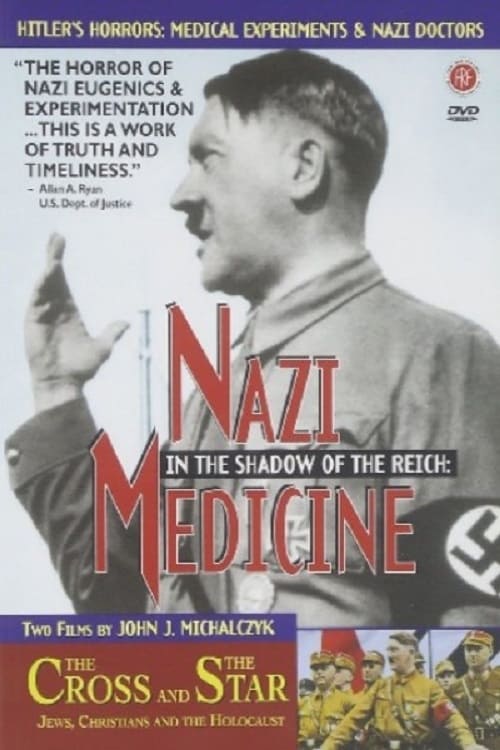 HITLER'S HORRORS: MEDICAL EXPERIMENTS & NAZI DOCTORS
"THE HORROR OF
NAZI EUGENICS &
EXPERIMENTATION
...THIS IS A WORK
OF TRUTH AND
TIMELINESS."
– Allan A. Ryan
U.S. Dept. of Justice
FRF
DVD
NAZI
IN THE SHADOW OF THE REICH:
MEDICINE
TWO FILMS BY JOHN J. MICHALCZYK
THE CROSS AND THE STAR
JEWS, CHRISTIANS AND THE HOLOCAUST